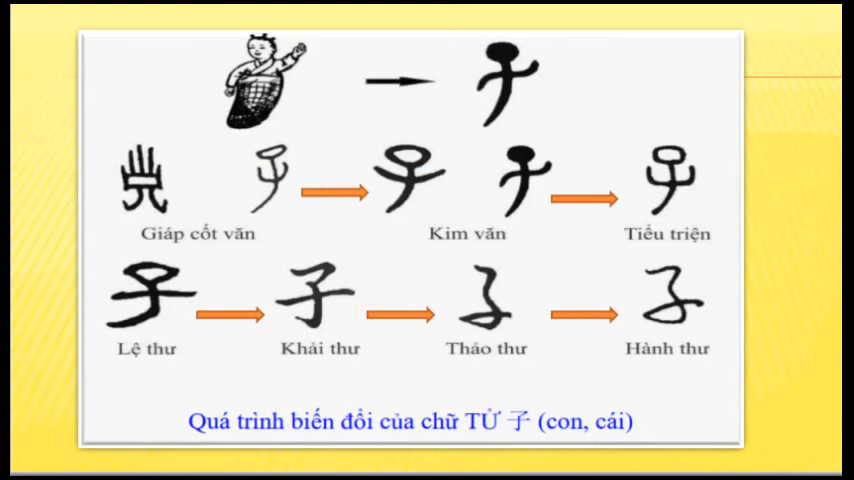 Giáp cốt văn Kim văn Tiểu triện
Lệ thư Khải thư Thảo thư Hành thư
Quá trình biến đổi của chữ TỬ 子 (con, cái)